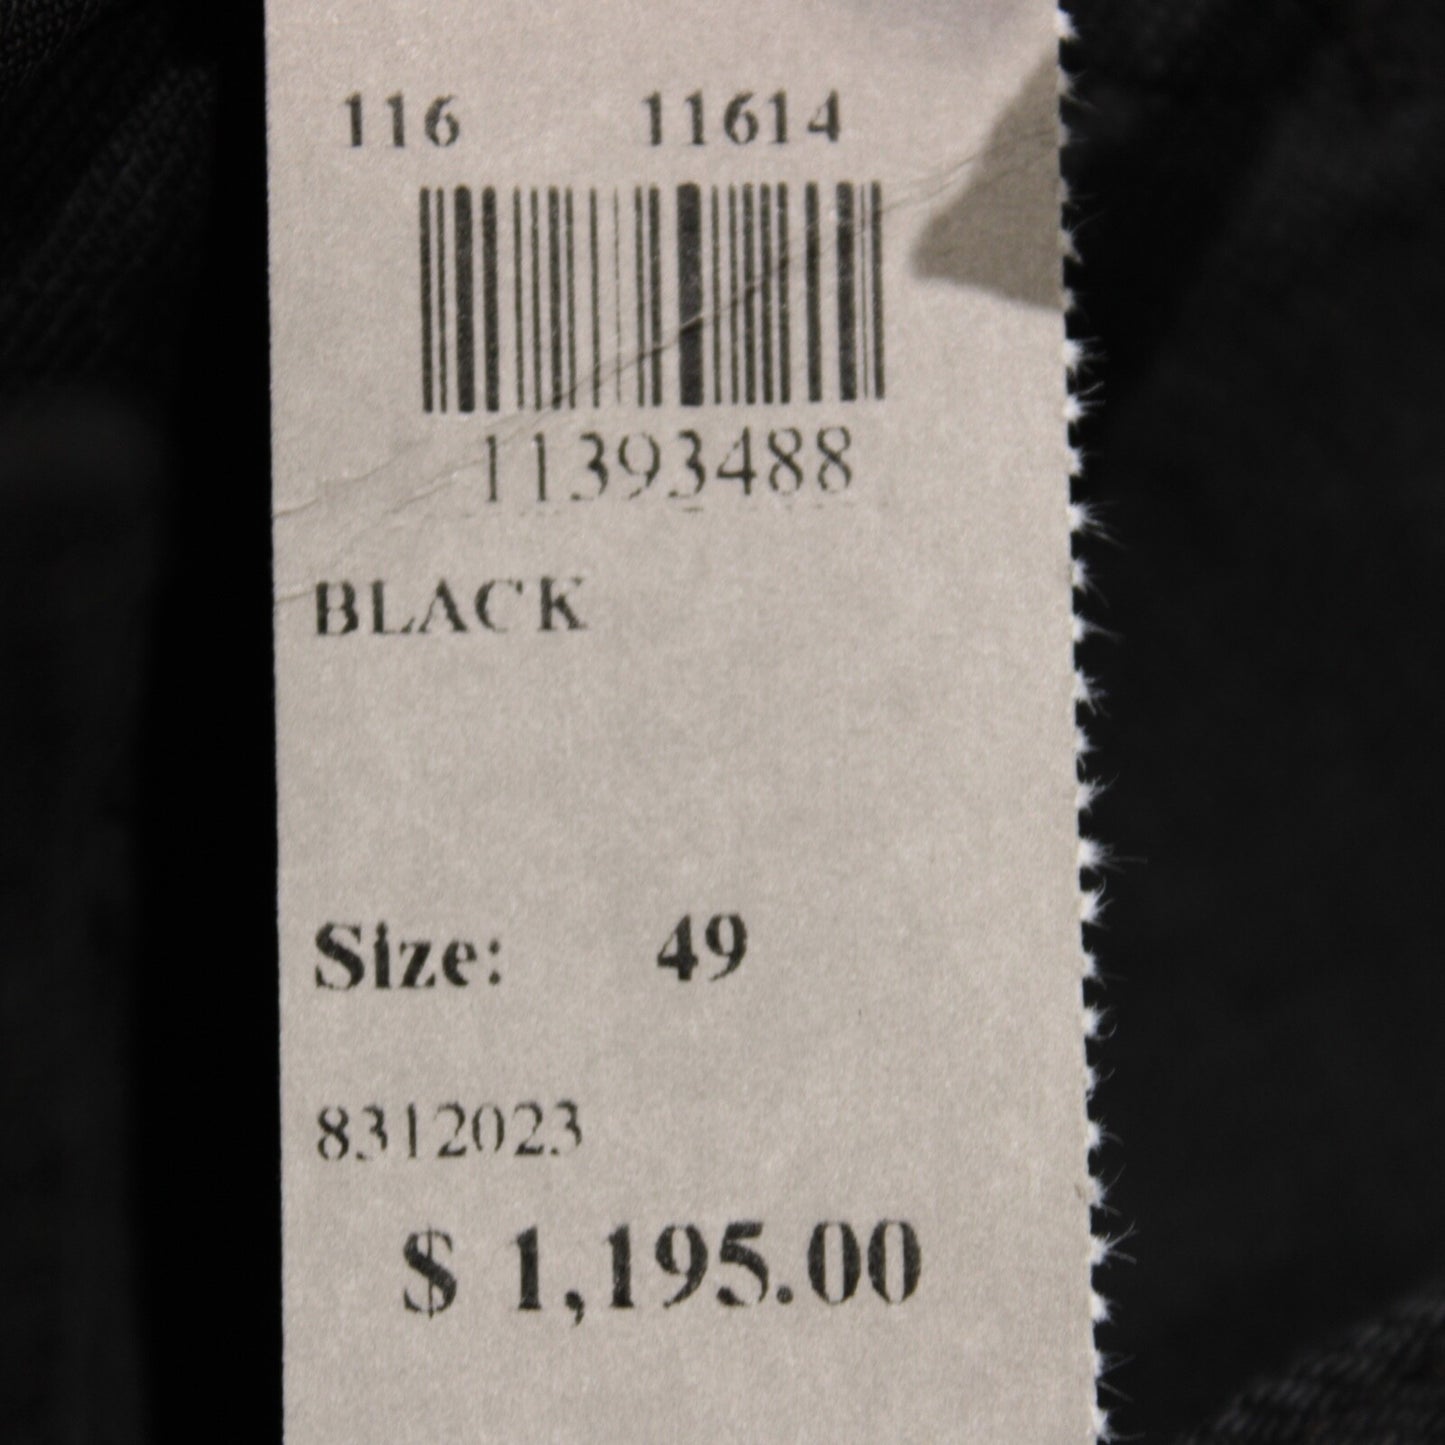 116 11614
11393488
BLACK
Size: 49
8312023
$ 1,195.00